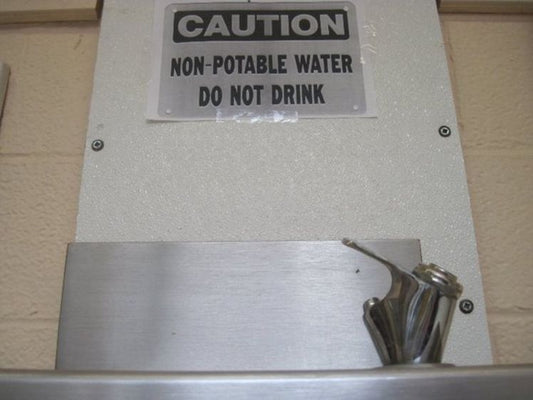 CAUTION
NON-POTABLE WATER
DO NOT DRINK